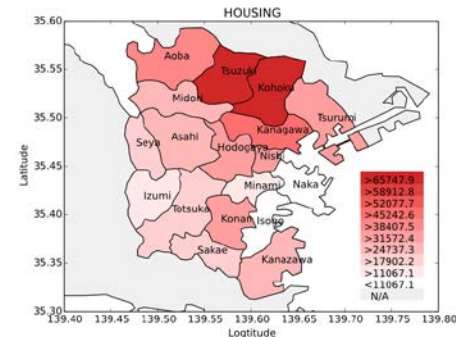 HOUSING
35.60
35.55
35.50
35.45
35.40
35.35
35.30
Latitude
Aoba
Tsuzuki
Kohoku
Midori
Tsurumi
Kanagawa
Seya
Asahi
Hodogaya
Nishi
Izumi
Minami
Naka
Totsuka
Konan
Isogo
Sakae
Kanazawa
>65747.9
>58912.8
>52077.7
>45242.6
>38407.5
>31572.4
>24737.3
>17902.2
>11067.1
<11067.1
N/A
139.40 139.45 139.50 139.55 139.60 139.65 139.70 139.75 139.80
Logtitude